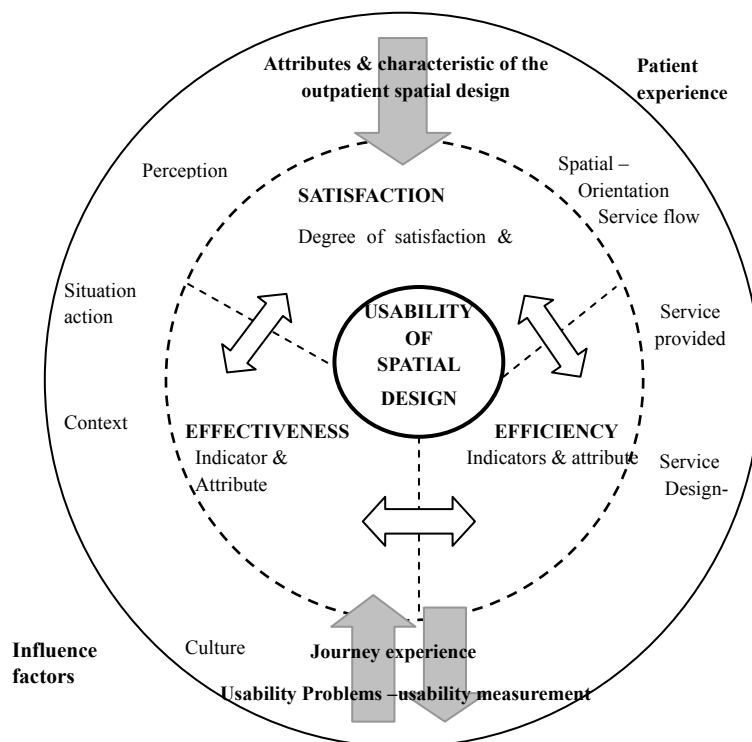 Attributes & characteristic of the
outpatient spatial design
Patient
experience
Perception
Spatial –
Orientation
Service flow
SATISFACTION
Degree of satisfaction &
Situation
action
USABILITY
OF
SPATIAL
DESIGN
Service
provided
Context
EFFECTIVENESS
Indicator &
Attribute
EFFICIENCY
Indicators & attribute
Service
Design-
Influence
factors
Culture
Journey experience
Usability Problems –usability measurement